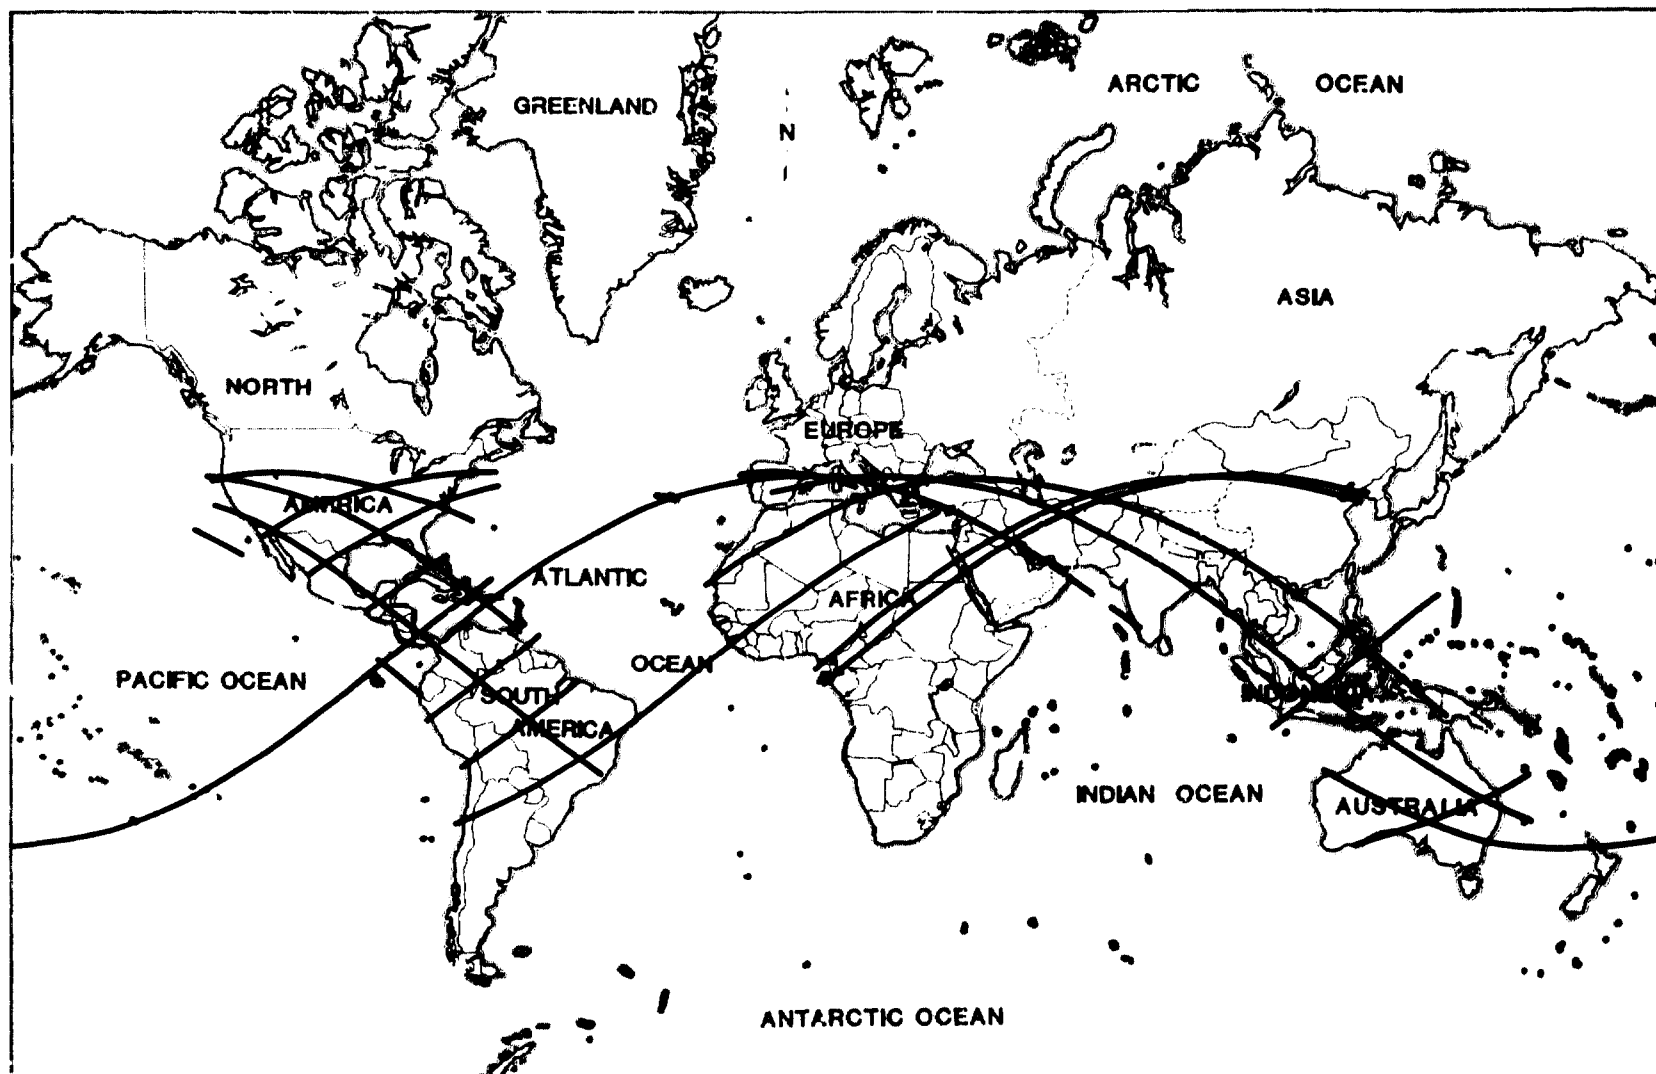 ARCTIC OCEAN
GREENLAND
N
ASIA
NORTH
EUROPE
AMERICA
ATLANTIC
AFRICA
OCEAN
PACIFIC OCEAN
SOUTH
AMERICA
INDIAN OCEAN
AUSTRALIA
ANTARCTIC OCEAN